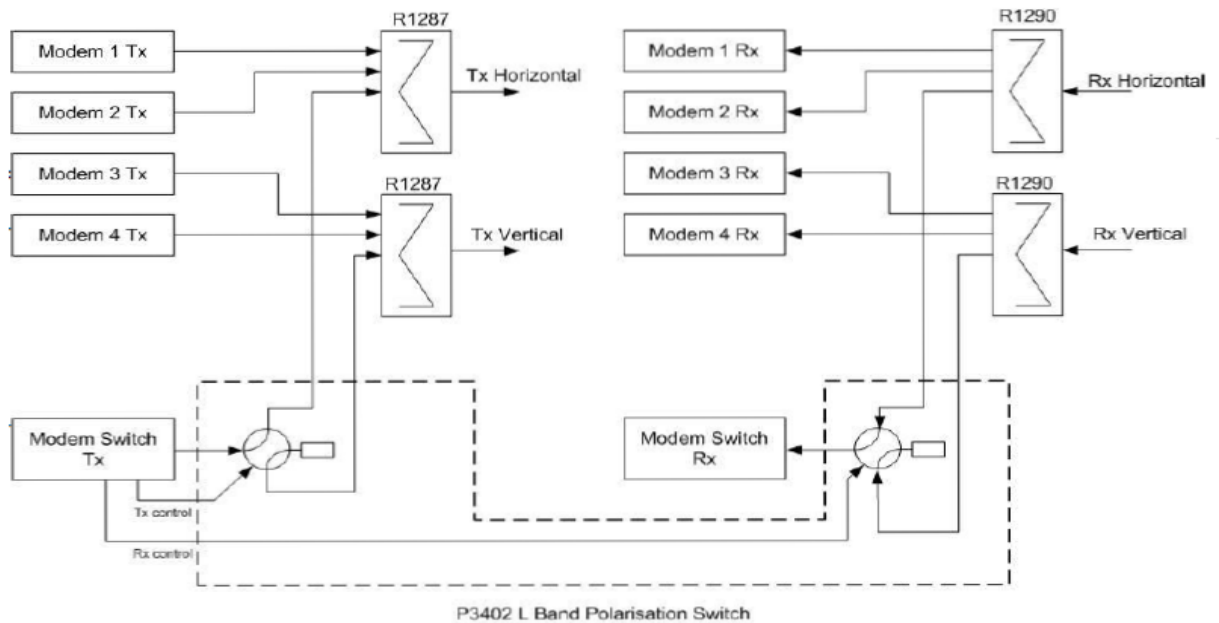 R1287
Modem 1 Tx
Modem 2 Tx
Tx Horizontal
Modem 3 Tx
R1287
Modem 4 Tx
Tx Vertical
R1290
Modem 1 Rx
Rx Horizontal
Modem 2 Rx
Modem 3 Rx
R1290
Modem 4 Rx
Rx Vertical
Modem Switch
Tx
Tx control
Rx control
Modem Switch
Rx
P3402 L Band Polarisation Switch